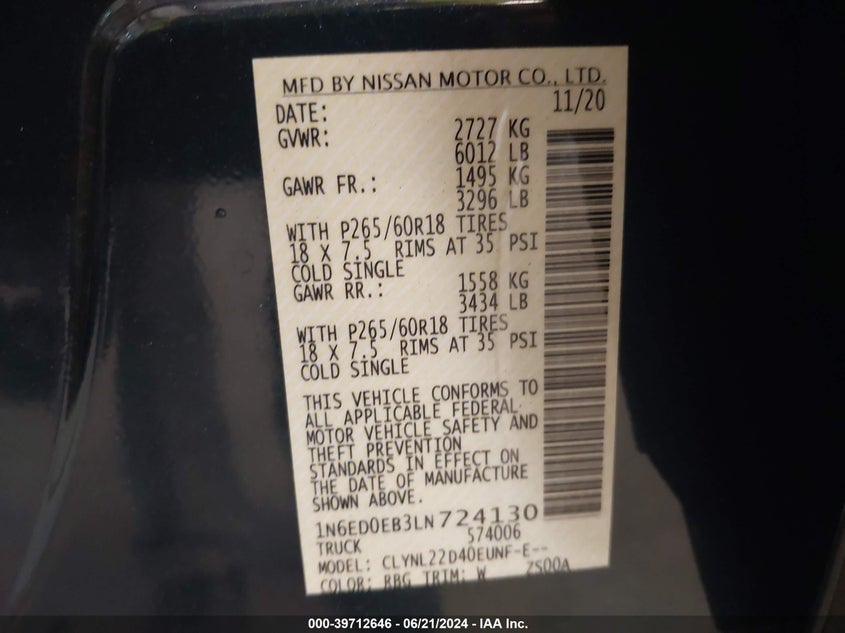 MFD BY NISSAN MOTOR CO., LTD.
DATE: 11/20
GVWR: 2727 KG
6012 LB
GAWR FR.: 1495 KG
3296 LB
WITH P265/60R18 TIRES
18 X 7.5 RIMS AT 35 PSI
COLD SINGLE
GAWR RR.: 1558 KG
3434 LB
WITH P265/60R18 TIRES
18 X 7.5 RIMS AT 35 PSI
COLD SINGLE
THIS VEHICLE CONFORMS TO
ALL APPLICABLE FEDERAL
MOTOR VEHICLE SAFETY AND
THEFT PREVENTION
STANDARDS IN EFFECT ON
THE DATE OF MANUFACTURE
SHOWN ABOVE.
1N6ED0EB3LN724130
TRUCK 574006
MODEL: CLYNL22D40EUNF-E--
COLOR: RBG TRIM: W ZS00A
000-39712646 - 06/21/2024 - IAA Inc.